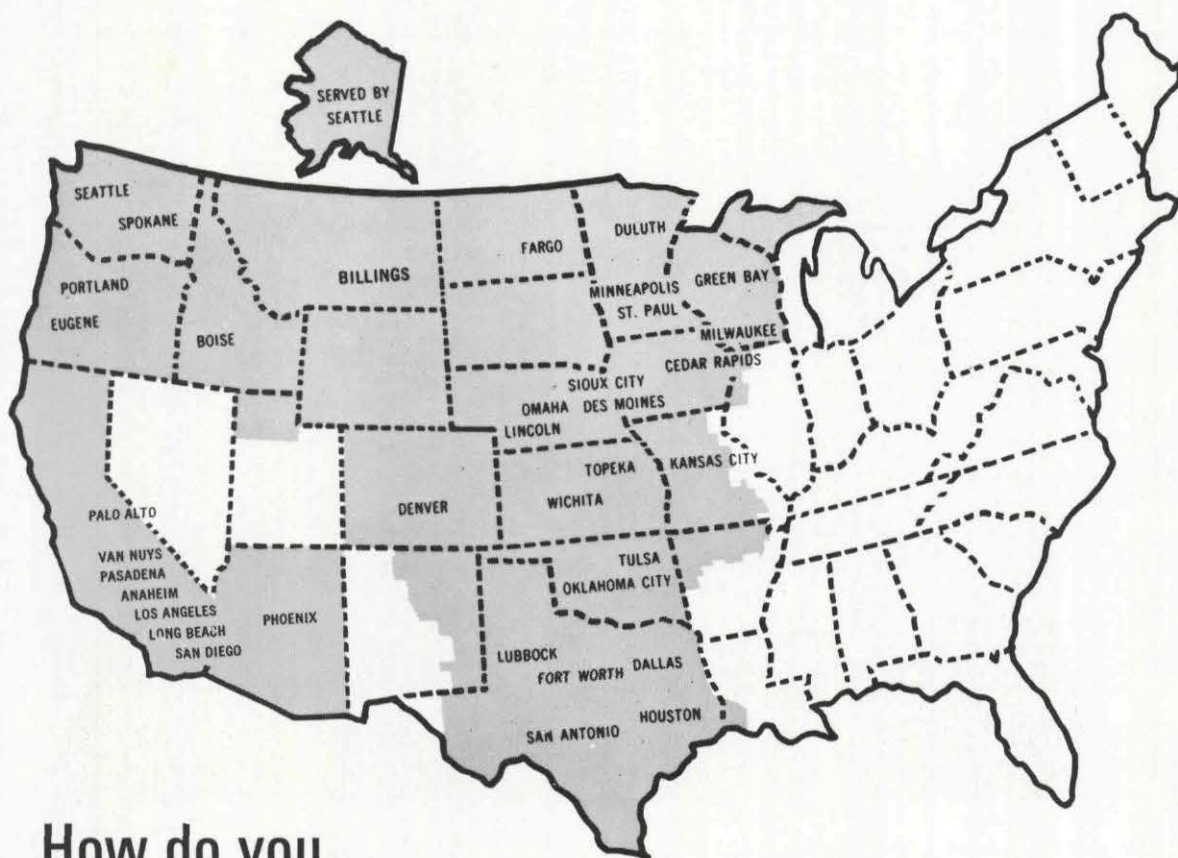 SERVED BY
SEATTLE
SEATTLE
SPOKANE
PORTLAND
EUGENE
BOISE
BILLINGS
FARGO
DULUTH
MINNEAPOLIS
ST. PAUL
GREEN BAY
MILWAUKEE
CEDAR RAPIDS
SIOUX CITY
OMAHA DES MOINES
LINCOLN
TOPEKA
KANSAS CITY
WICHITA
DENVER
PALO ALTO
VAN NUYS
PASADENA
ANAHEIM
LOS ANGELES
LONG BEACH
SAN DIEGO
PHOENIX
TULSA
OKLAHOMA CITY
LUBBOCK
FORT WORTH
DALLAS
HOUSTON
SAN ANTONIO
How do you